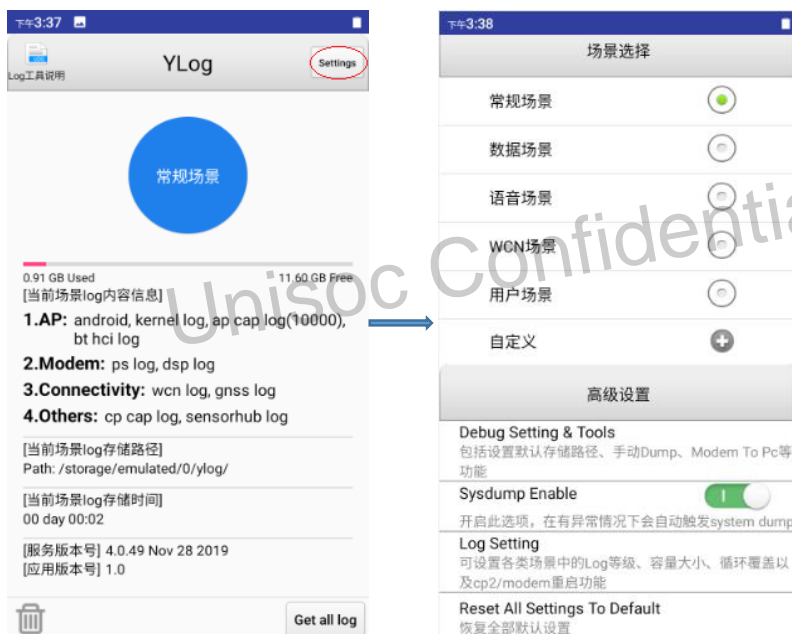 下午3:37
Log工具说明
YLog
Settings
常规场景
0.91 GB Used
11.60 GB Free
[当前场景log内容信息]
1.AP: android, kernel log, ap cap log(10000),
bt hci log
2.Modem: ps log, dsp log
3.Connectivity: wcn log, gnss log
4.Others: cp cap log, sensorhub log
[当前场景log存储路径]
Path: /storage/emulated/0/ylog/
[当前场景log存储时间]
00 day 00:02
[服务版本号] 4.0.49 Nov 28 2019
[应用版本号] 1.0
Get all log
下午3:38
场景选择
常规场景
数据场景
语音场景
WCN场景
用户场景
自定义
高级设置
Debug Setting & Tools
包括设置默认存储路径、手动Dump、Modem To Pc等
功能
Sysdump Enable
开启此选项，在有异常情况下会自动触发system dump
Log Setting
可设置各类场景中的Log等级、容量大小、循环覆盖以
及cp2/modem重启功能
Reset All Settings To Default
恢复全部默认设置
Unisoc Confidentia